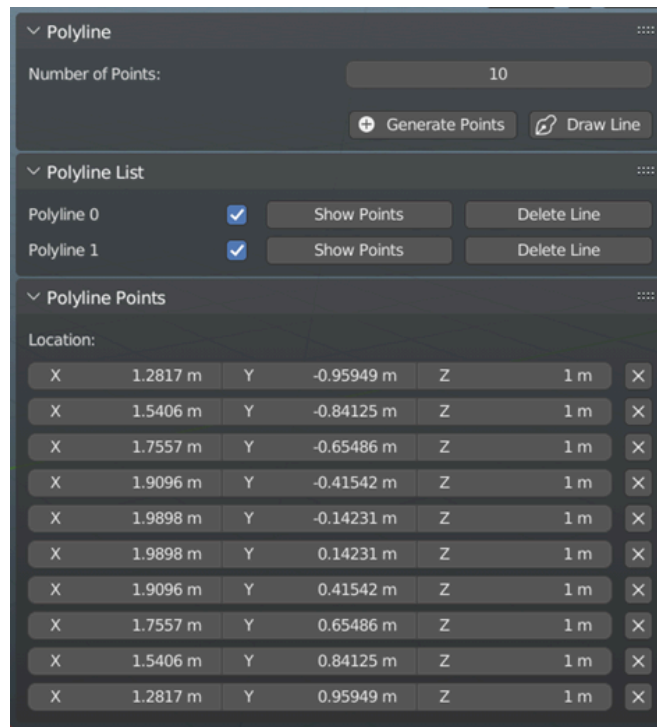 Polyline
Number of Points: 10
Generate Points Draw Line
Polyline List
Polyline 0 Show Points Delete Line
Polyline 1 Show Points Delete Line
Polyline Points
Location:
X 1.2817 m Y -0.95949 m Z 1 m
X 1.5406 m Y -0.84125 m Z 1 m
X 1.7557 m Y -0.65486 m Z 1 m
X 1.9096 m Y -0.41542 m Z 1 m
X 1.9898 m Y -0.14231 m Z 1 m
X 1.9898 m Y 0.14231 m Z 1 m
X 1.9096 m Y 0.41542 m Z 1 m
X 1.7557 m Y 0.65486 m Z 1 m
X 1.5406 m Y 0.84125 m Z 1 m
X 1.2817 m Y 0.95949 m Z 1 m